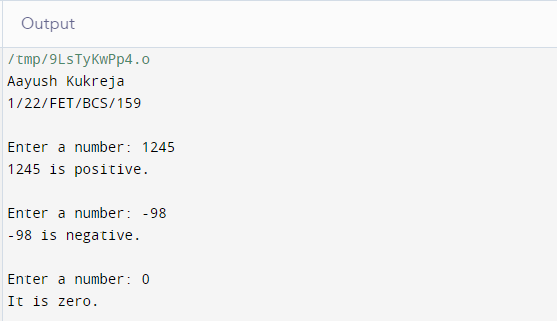 Output
/tmp/9LsTyKwPp4.o
Aayush Kukreja
1/22/FET/BCS/159
Enter a number: 1245
1245 is positive.
Enter a number: -98
-98 is negative.
Enter a number: 0
It is zero.